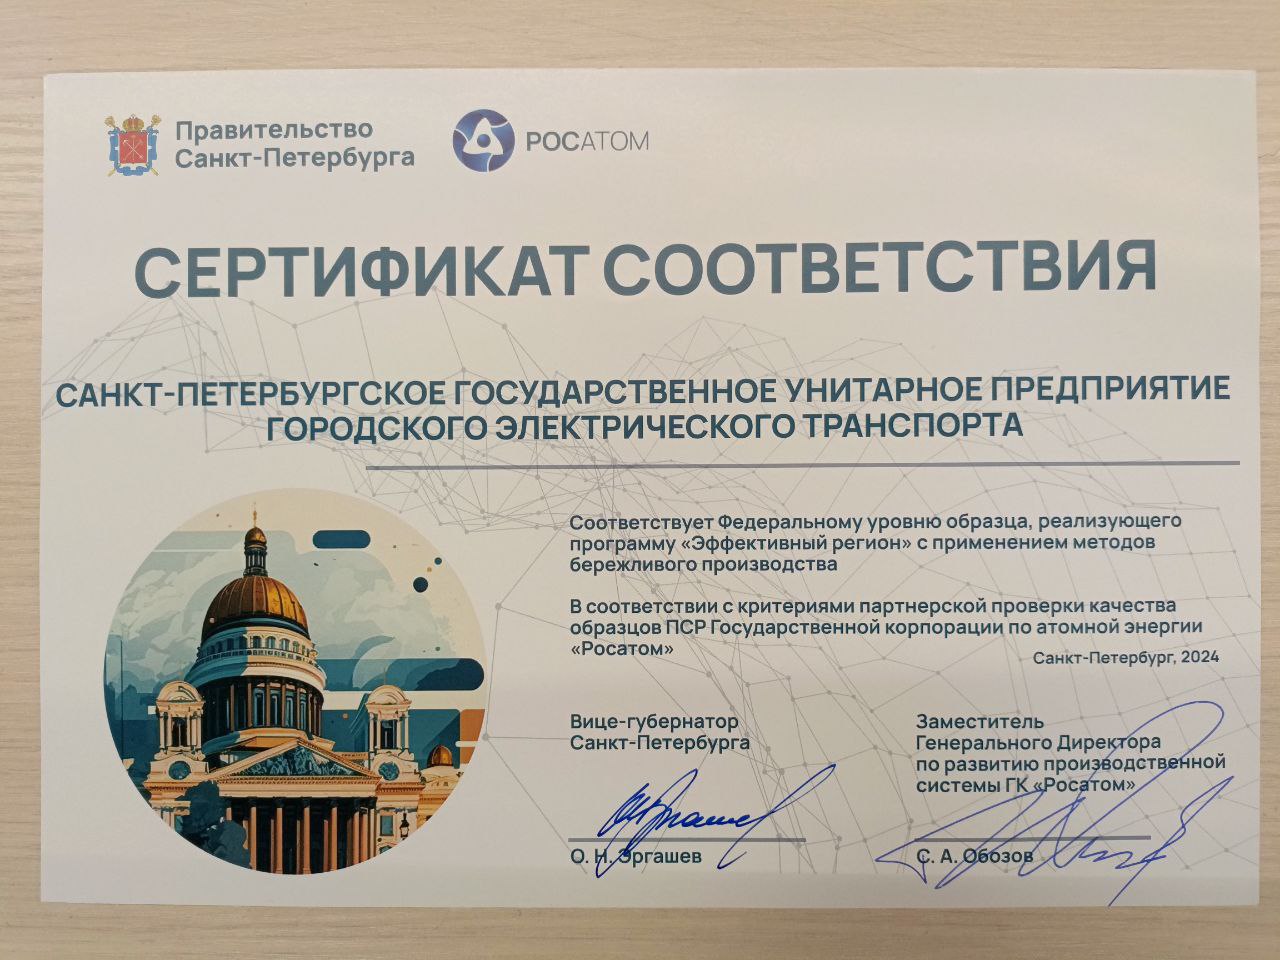 Правительство
Санкт-Петербурга
РОСАТОМ
СЕРТИФИКАТ СООТВЕТСТВИЯ
САНКТ-ПЕТЕРБУРГСКОЕ ГОСУДАРСТВЕННОЕ УНИТАРНОЕ ПРЕДПРИЯТИЕ
ГОРОДСКОГО ЭЛЕКТРИЧЕСКОГО ТРАНСПОРТА
Соответствует Федеральному уровню образца, реализующего
программу «Эффективный регион» с применением методов
бережливого производства
В соответствии с критериями партнерской проверки качества
образцов ПСР Государственной корпорации по атомной энергии
«Росатом»
Санкт-Петербург, 2024
Вице-губернатор
Санкт-Петербурга
О. Н. Эргашев
Заместитель
Генерального Директора
по развитию производственной
системы ГК «Росатом»
С. А. Обозов